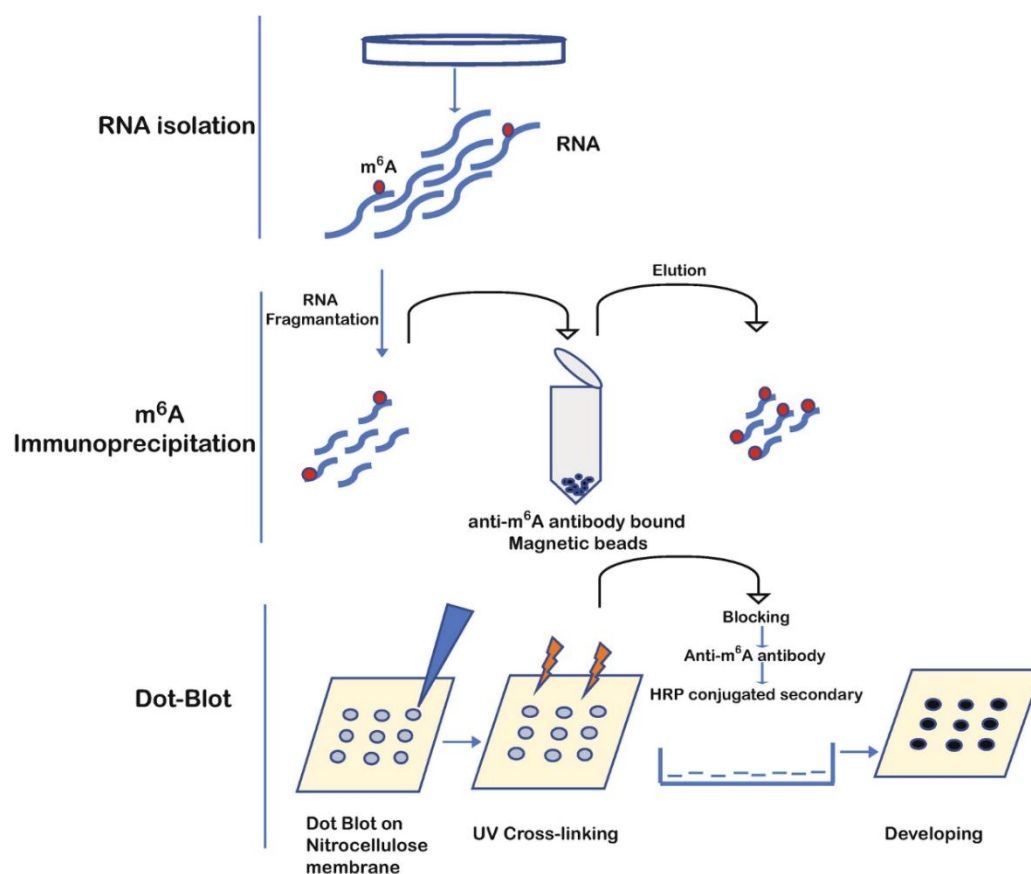 RNA isolation
RNA
m⁶A
Elution
RNA
Fragmantation
m⁶A
Immunoprecipitation
anti-m⁶A antibody bound
Magnetic beads
Blocking
Anti-m⁶A antibody
HRP conjugated secondary
Dot-Blot
Dot Blot on
Nitrocellulose
membrane
UV Cross-linking
Developing